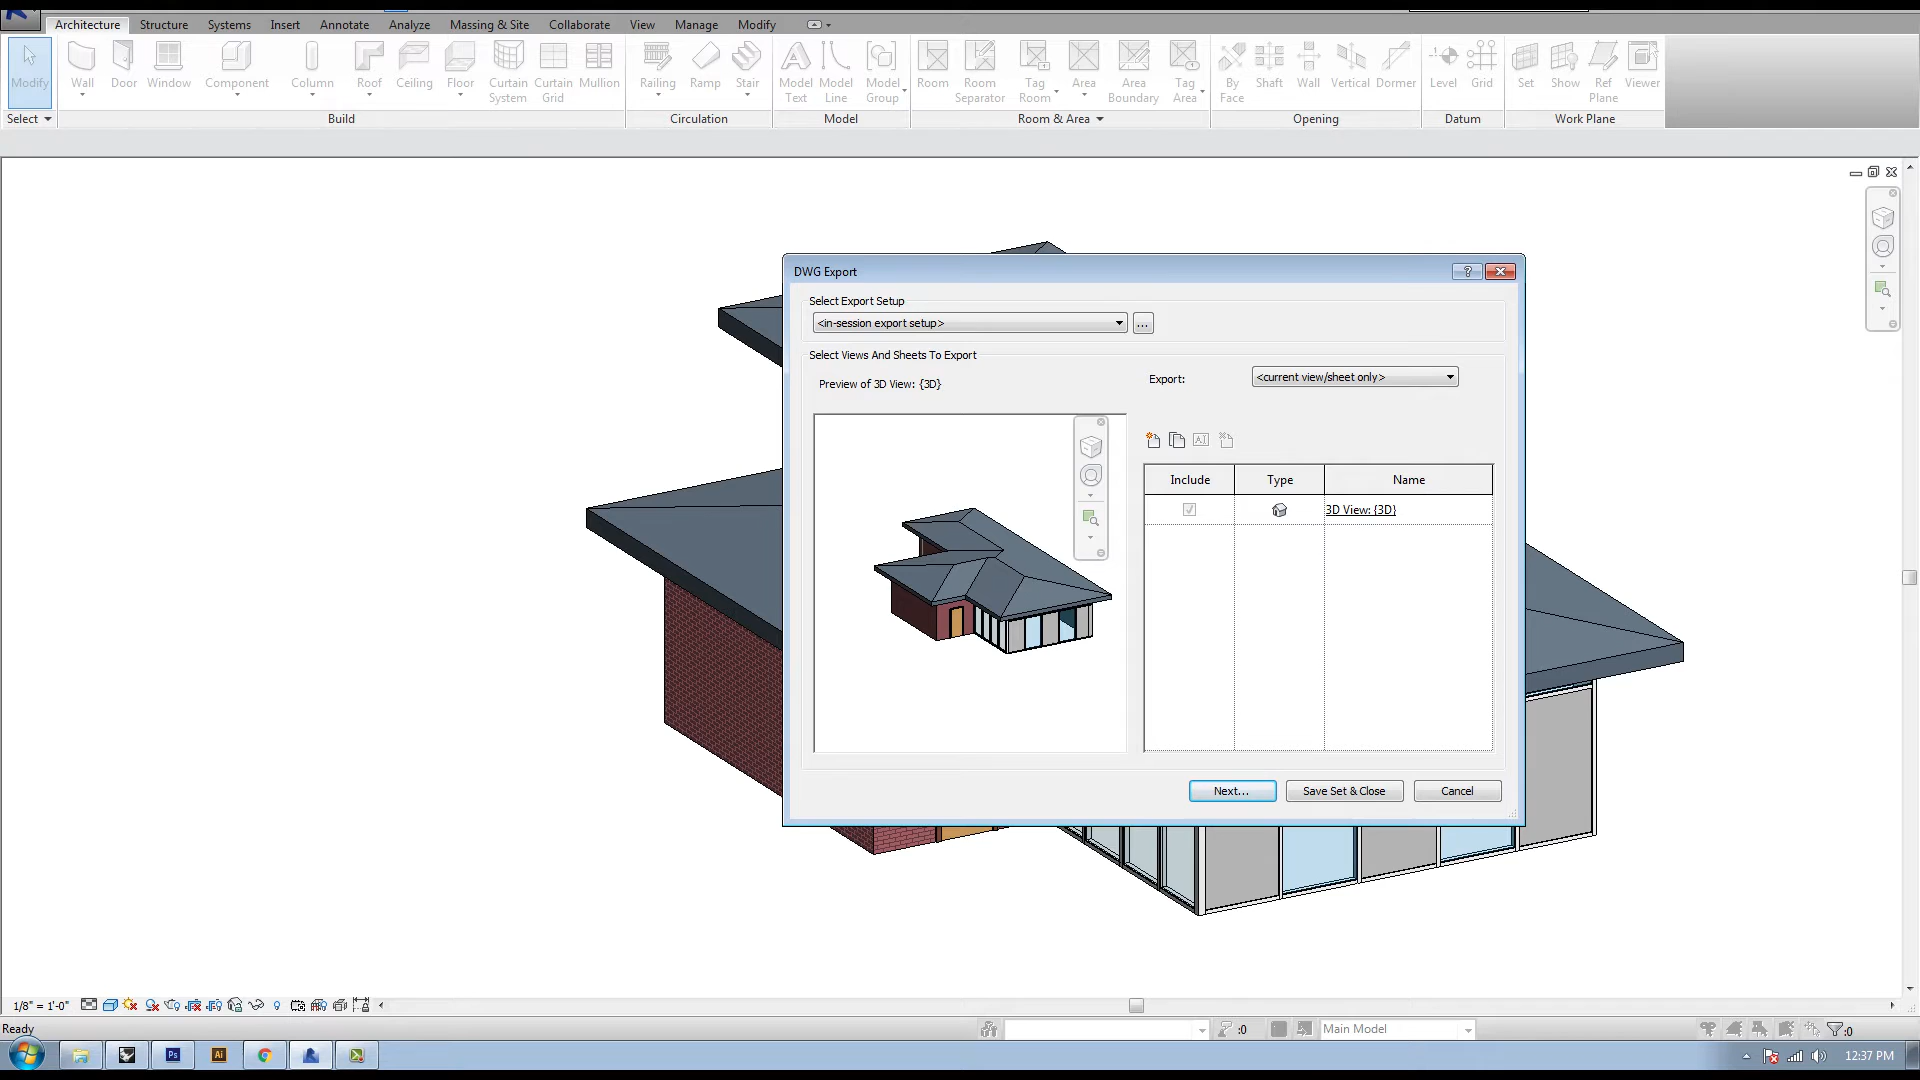 Architecture Structure Systems Insert Annotate Analyze Massing & Site Collaborate View Manage Modify
Modify Wall Door Window Component Column Roof Ceiling Floor Curtain System Curtain Grid Mullion Railing Ramp Stair Model Text Model Line Model Group Room Room Separator Tag Room Area Area Boundary Tag Area By Face Shaft Wall Vertical Dormer Level Grid Set Show Ref Plane Viewer
Select Build Circulation Model Room & Area Opening Datum Work Plane
DWG Export
Select Export Setup
<in-session export setup> ...
Select Views And Sheets To Export
Preview of 3D View: {3D}
Export: <current view/sheet only>
Include Type Name
3D View: {3D}
Next... Save Set & Close Cancel
1/8" = 1'-0"
Ready :0 Main Model :0
Ps Ai 12:37 PM